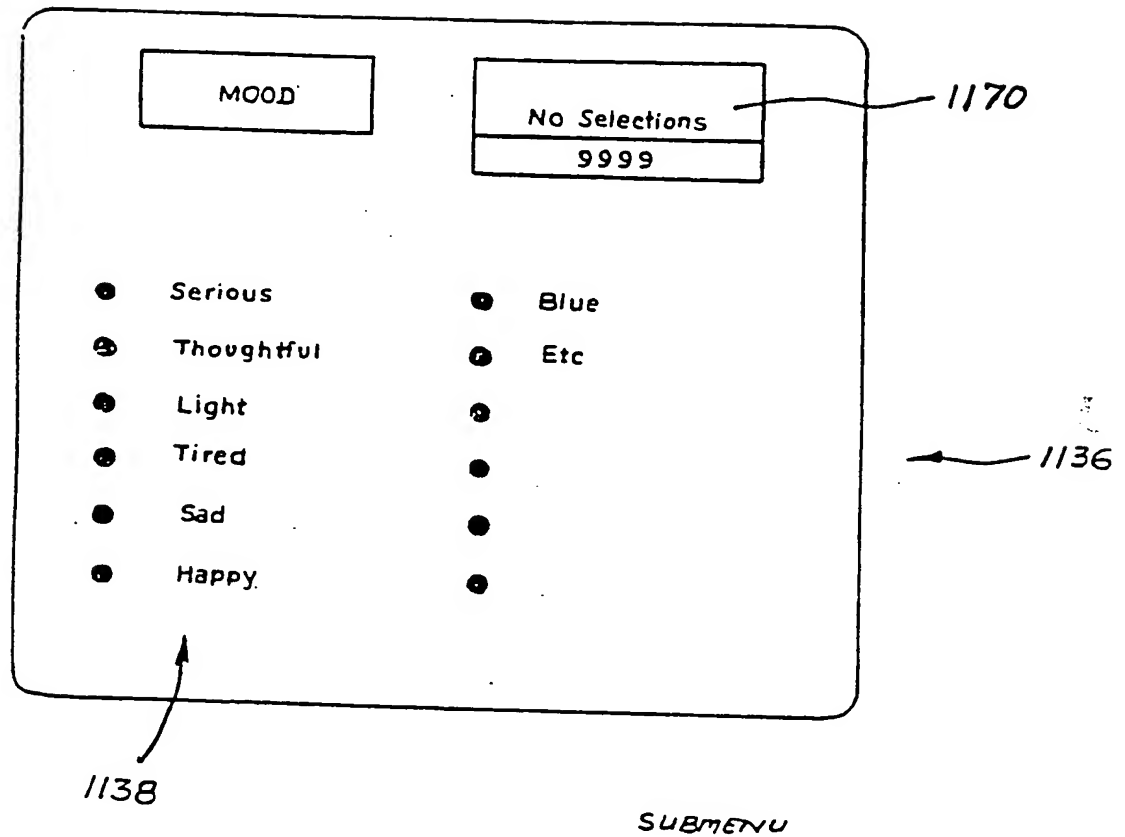 MOOD
No Selections
9999
1170
Serious
Thoughtful
Light
Tired
Sad
Happy
Blue
Etc
1136
1138
SUBMENU